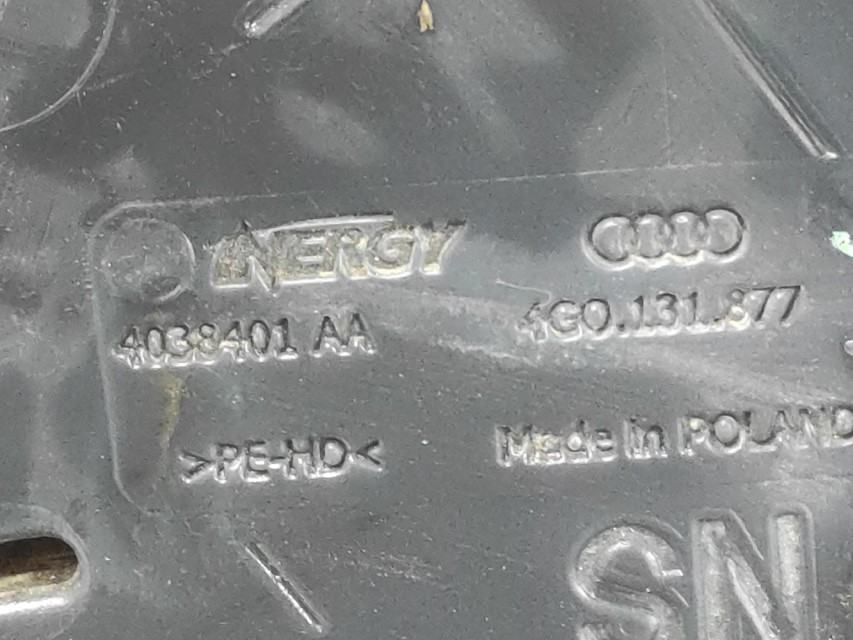 INERGY
4038401 AA
4G0.131.877
>PE-HD<
Made in POLAND
SN